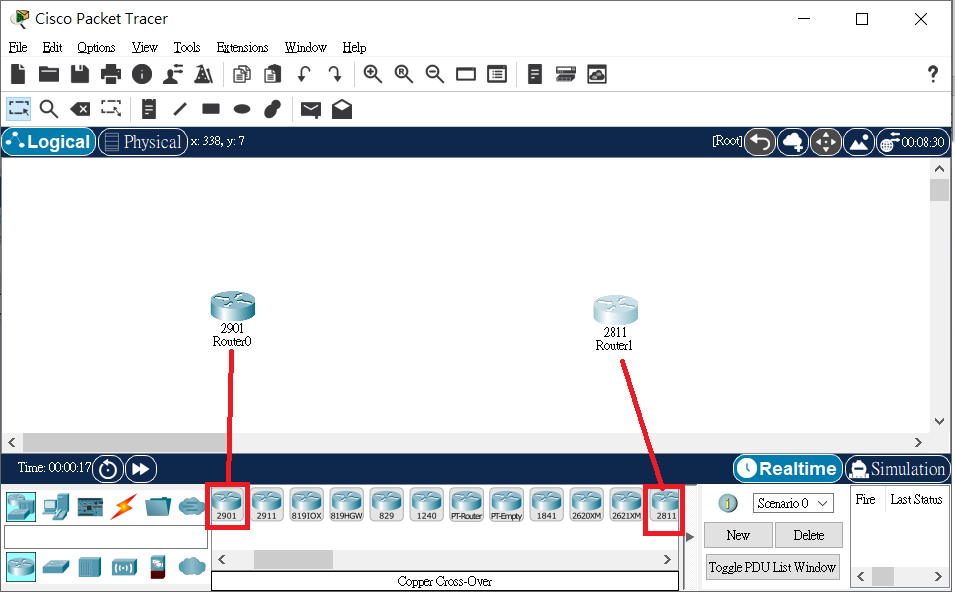 Cisco Packet Tracer
File Edit Options View Tools Extensions Window Help
?
Logical Physical x: 338, y: 7 [Root] 00:08:30
2901
Router0
2811
Router1
Time: 00:00:17 Realtime Simulation
2901 2911 819IOX 819HGW 829 1240 PT-Router PT-Empty 1841 2620XM 2621XM 2811
Scenario 0 Fire Last Status
New Delete
Toggle PDU List Window
Copper Cross-Over